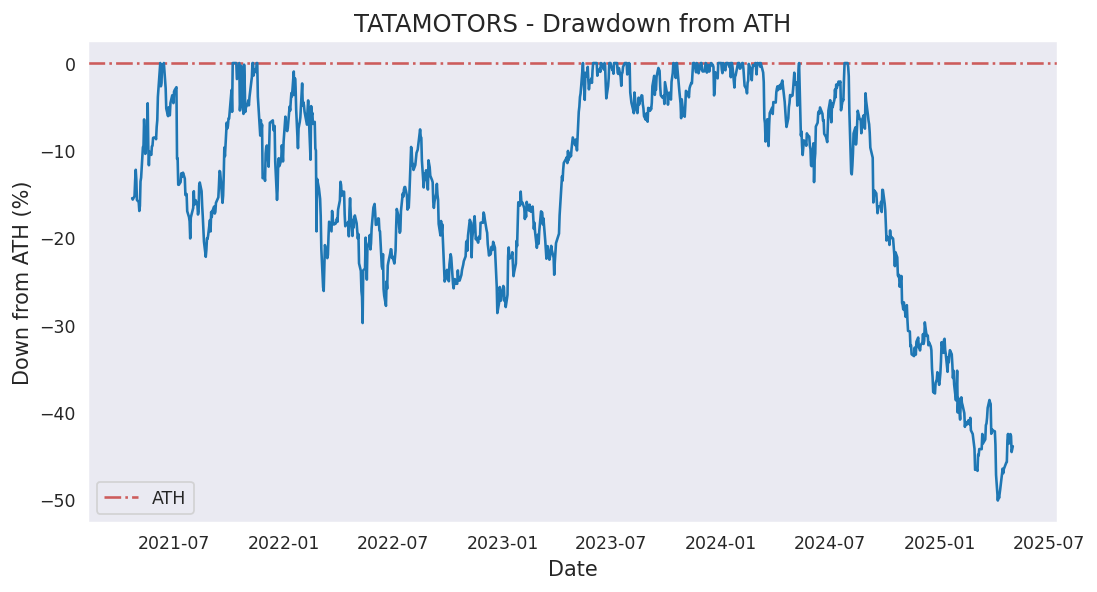 TATAMOTORS - Drawdown from ATH
Down from ATH (%)
0
−10
−20
−30
−40
−50
ATH
2021-07 2022-01 2022-07 2023-01 2023-07 2024-01 2024-07 2025-01 2025-07
Date